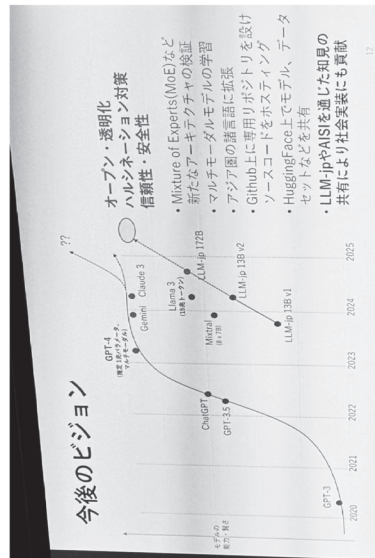 今後のビジョン
モデルの
能力・賢さ
GPT-4
(推定1兆パラメータ、
マルチモーダル)
Gemini
Claude 3
??
ChatGPT
GPT-3.5
GPT-3
Llama 3
(15兆トークン)
Mixtral
(8 x 7B)
LLM-jp 172B
LLM-jp 13B v2
LLM-jp 13B v1
2020
2021
2022
2023
2024
2025
オープン・透明化
ハルシネーション対策
信頼性・安全性
• Mixture of Experts(MoE)など
新たなアーキテクチャの検証
• マルチモーダルモデルの学習
• アジア圏の諸言語に拡張
• Github上に専用リポジトリを設け
ソースコードをホスティング
• HuggingFace上でモデル、データ
セットなどを共有
• LLM-jpやAISIを通じた知見の
共有により社会実装にも貢献
12